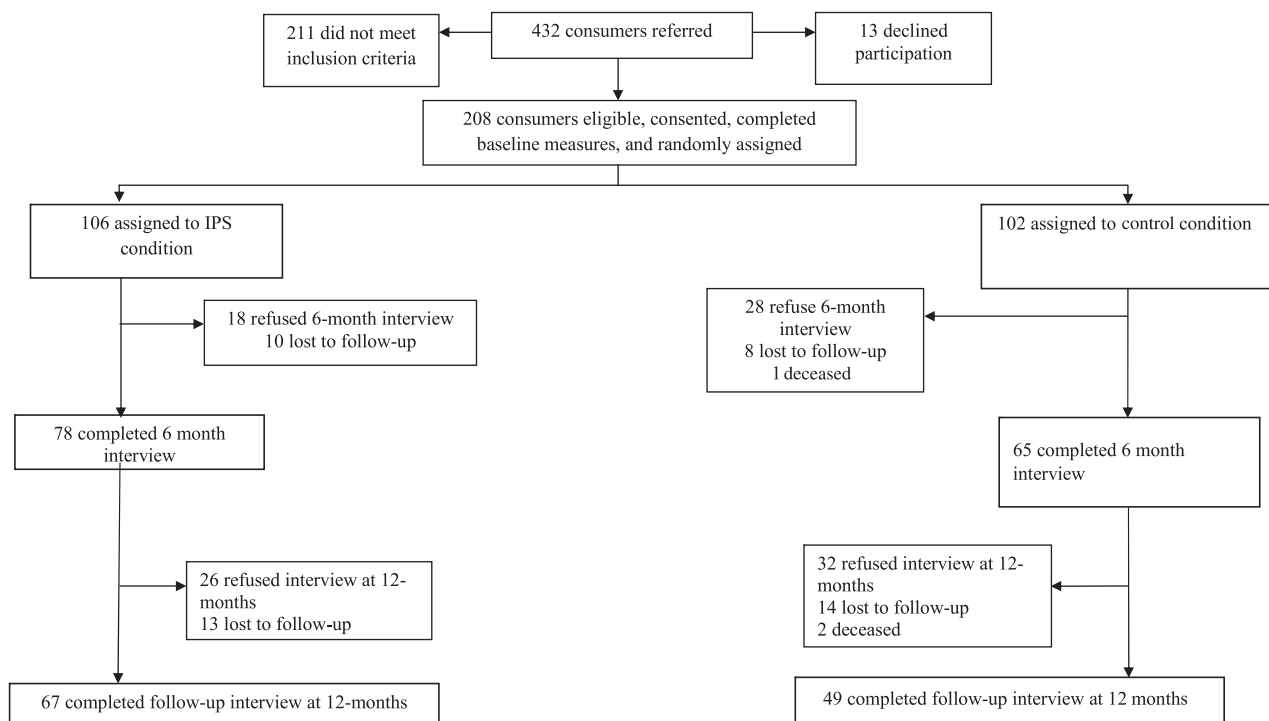 211 did not meet
inclusion criteria
432 consumers referred
13 declined
participation
208 consumers eligible, consented, completed
baseline measures, and randomly assigned
106 assigned to IPS
condition
102 assigned to control condition
18 refused 6-month interview
10 lost to follow-up
28 refuse 6-month
interview
8 lost to follow-up
1 deceased
78 completed 6 month
interview
65 completed 6 month
interview
26 refused interview at 12-
months
13 lost to follow-up
32 refused interview at 12-
months
14 lost to follow-up
2 deceased
67 completed follow-up interview at 12-months
49 completed follow-up interview at 12 months